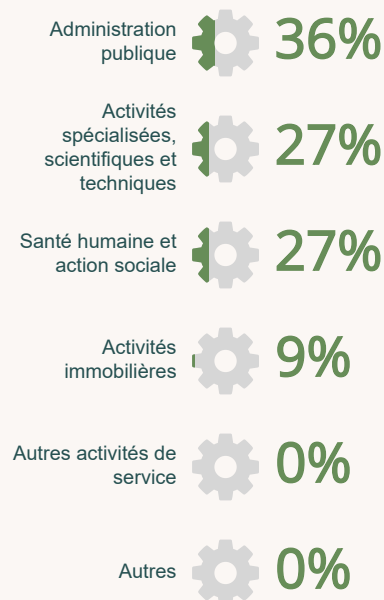 Administration
publique
36%
Activités
spécialisées,
scientifiques et
techniques
27%
Santé humaine et
action sociale
27%
Activités
immobilières
9%
Autres activités de
service
0%
Autres
0%